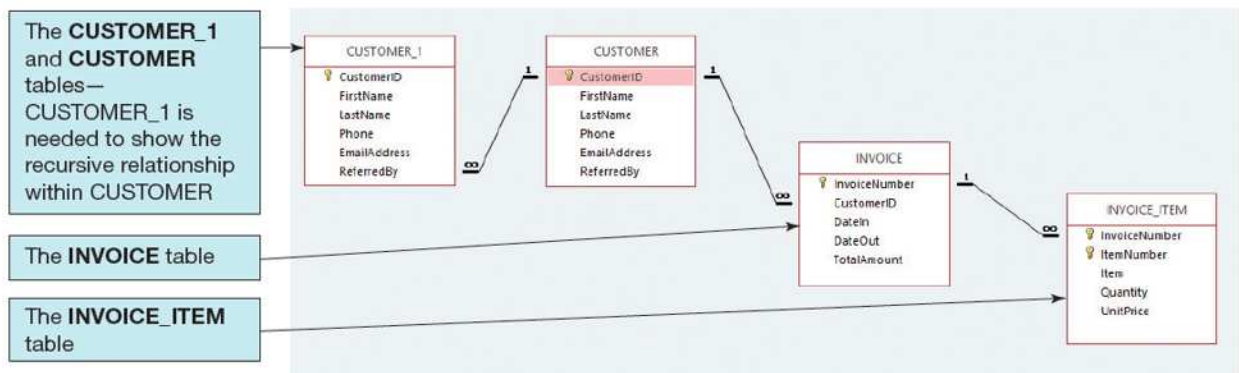 The CUSTOMER_1
and CUSTOMER
tables—
CUSTOMER_1 is
needed to show the
recursive relationship
within CUSTOMER
The INVOICE table
The INVOICE_ITEM
table
CUSTOMER_1
CustomerID
FirstName
LastName
Phone
EmailAddress
ReferredBy
1
∞
CUSTOMER
CustomerID
FirstName
LastName
Phone
EmailAddress
ReferredBy
1
∞
INVOICE
InvoiceNumber
CustomerID
DateIn
DateOut
TotalAmount
1
∞
INVOICE_ITEM
InvoiceNumber
ItemNumber
Item
Quantity
UnitPrice